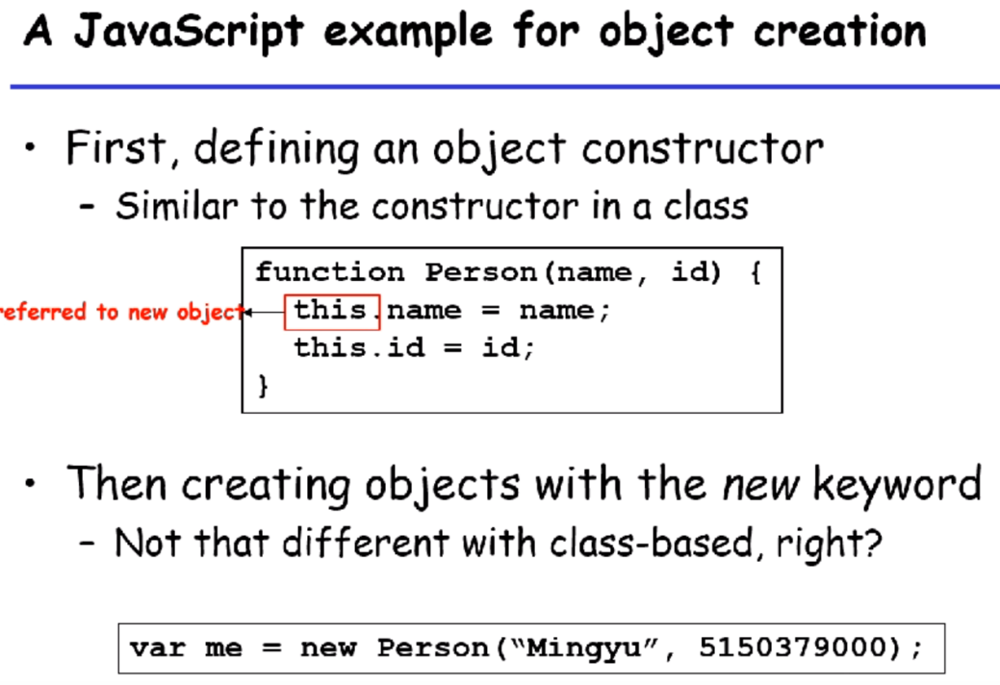 A JavaScript example for object creation
• First, defining an object constructor
– Similar to the constructor in a class
function Person(name, id) {
referred to new object
this.name = name;
this.id = id;
}
• Then creating objects with the new keyword
– Not that different with class-based, right?
var me = new Person(“Mingyu”, 5150379000);